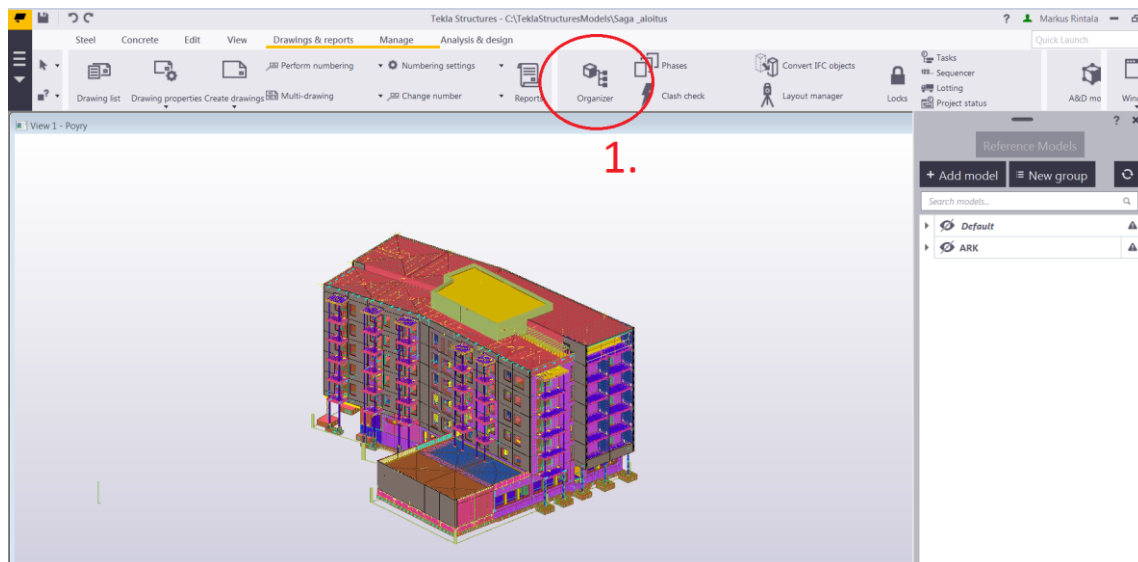 Tekla Structures - C:\TeklaStructuresModels\Saga _aloitus
? Markus Rintala
Steel Concrete Edit View Drawings & reports Manage Analysis & design
Quick Launch
Perform numbering Numbering settings Phases Convert IFC objects Tasks
Sequencer
Drawing list Drawing properties Create drawings Multi-drawing Change number Reports Organizer Clash check Layout manager Locks Lotting A&D mo Win
Project status
View 1 - Poyry
? x
1.
Reference Models
+ Add model New group
Search models...
Default
ARK